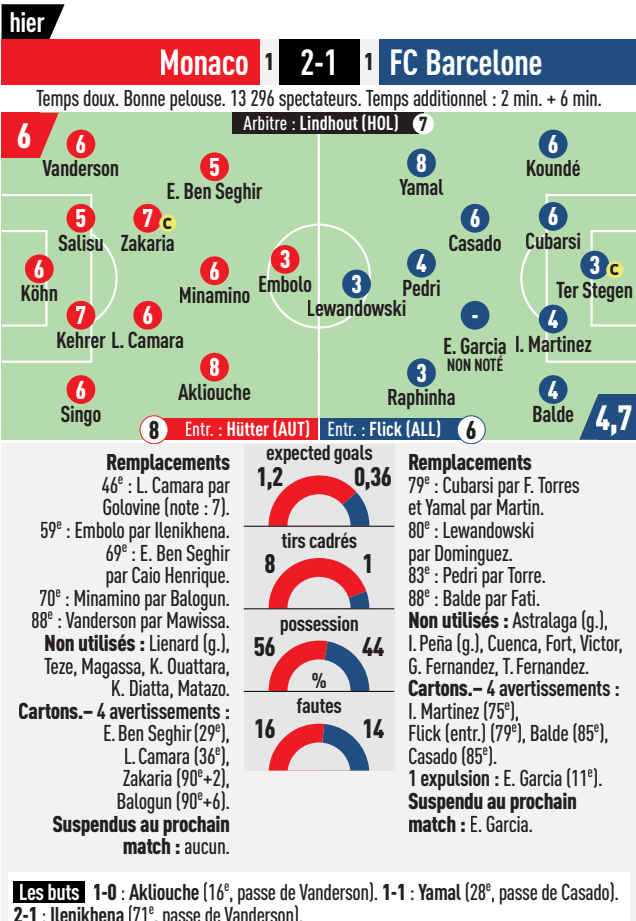 hier
Monaco 1 2-1 1 FC Barcelone
Temps doux. Bonne pelouse. 13 296 spectateurs. Temps additionnel : 2 min. + 6 min.
Arbitre : Lindhout (HOL) 7
6
6
Vanderson
5
E. Ben Seghir
5
Salisu
7 C
Zakaria
6
Köhn
6
Minamino
3
Embolo
7
Kehrer
6
L. Camara
8
Akliouche
6
Singo
8 Entr. : Hütter (AUT)
8
Yamal
6
Koundé
6
Casado
6
Cubarsi
4
Pedri
3 C
Ter Stegen
3
Lewandowski
-
E. Garcia
NON NOTÉ
4
I. Martinez
3
Raphinha
4
Balde
4,7
Entr. : Flick (ALL) 6
Remplacements
46e : L. Camara par
Golovine (note : 7).
59e : Embolo par Ilenikhena.
69e : E. Ben Seghir
par Caio Henrique.
70e : Minamino par Balogun.
88e : Vanderson par Mawissa.
Non utilisés : Lienard (g.),
Teze, Magassa, K. Ouattara,
K. Diatta, Matazo.
Cartons.– 4 avertissements :
E. Ben Seghir (29e),
L. Camara (36e),
Zakaria (90e+2),
Balogun (90e+6).
Suspendus au prochain
match : aucun.
expected goals
1,2 0,36
tirs cadrés
8 1
possession
56 44
%
fautes
16 14
Remplacements
79e : Cubarsi par F. Torres
et Yamal par Martin.
80e : Lewandowski
par Dominguez.
83e : Pedri par Torre.
88e : Balde par Fati.
Non utilisés : Astralaga (g.),
I. Peña (g.), Cuenca, Fort, Victor,
G. Fernandez, T. Fernandez.
Cartons.– 4 avertissements :
I. Martinez (75e),
Flick (entr.) (79e), Balde (85e),
Casado (85e).
1 expulsion : E. Garcia (11e).
Suspendu au prochain
match : E. Garcia.
Les buts 1-0 : Akliouche (16e, passe de Vanderson). 1-1 : Yamal (28e, passe de Casado).
2-1 : Ilenikhena (71e, passe de Vanderson).